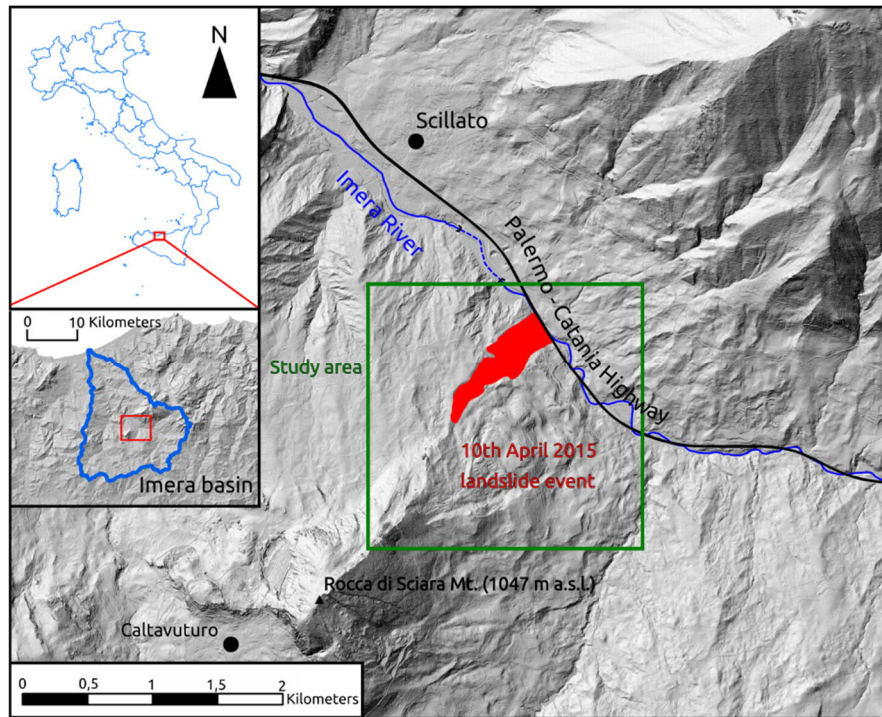 N
Scillato
Imera River
Palermo - Catania Highway
0 10 Kilometers
Study area
10th April 2015
landslide event
Imera basin
Rocca di Sciara Mt. (1047 m a.s.l.)
Caltavuturo
0 0,5 1 1,5 2
Kilometers